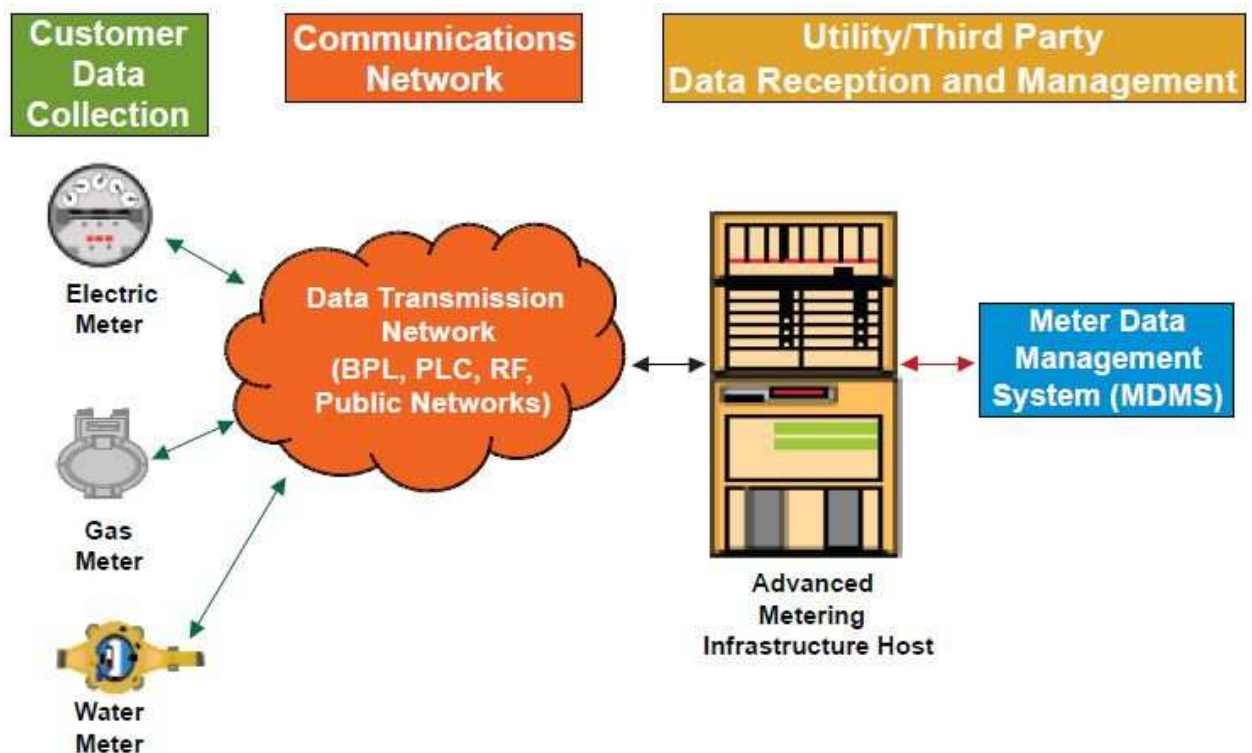 Customer
Data
Collection
Communications
Network
Utility/Third Party
Data Reception and Management
Electric
Meter
Gas
Meter
Water
Meter
Data Transmission
Network
(BPL, PLC, RF,
Public Networks)
Advanced
Metering
Infrastructure Host
Meter Data
Management
System (MDMS)